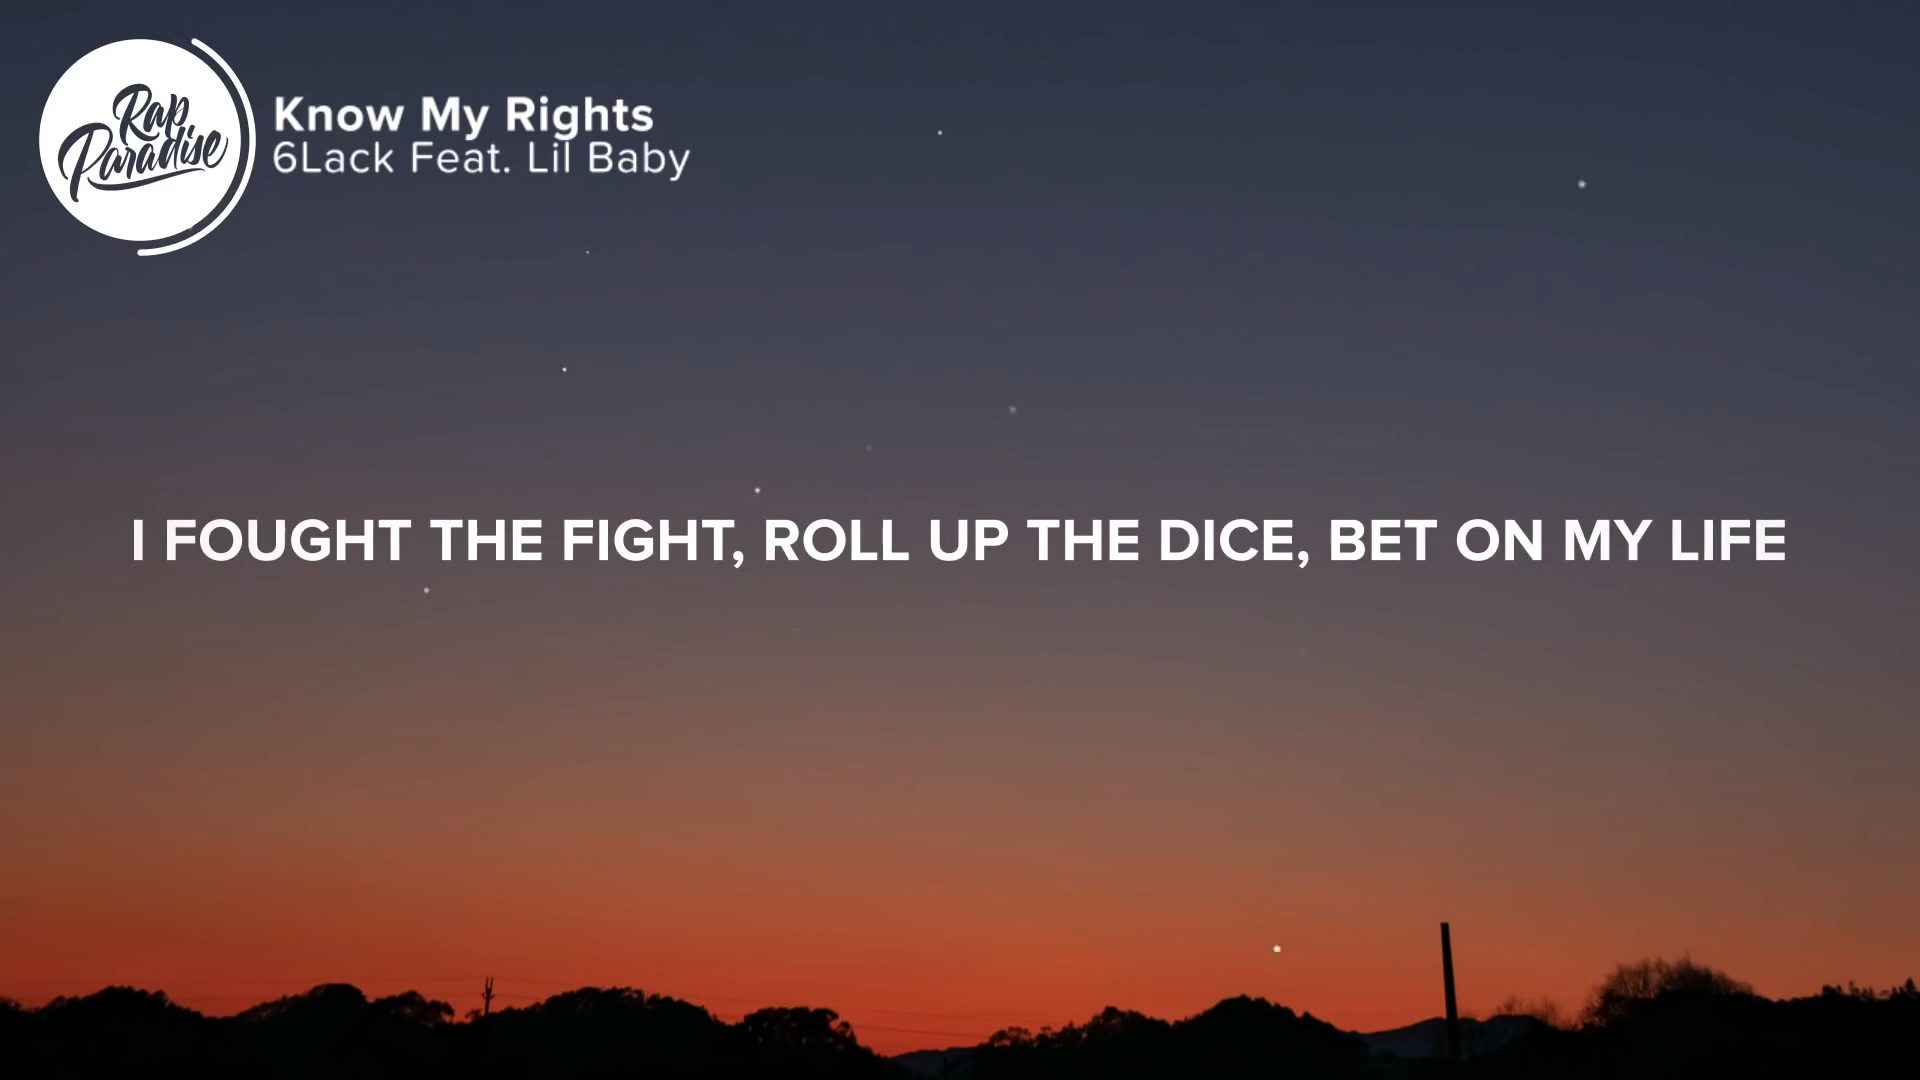 Rap
Paradise
Know My Rights
6Lack Feat. Lil Baby
I FOUGHT THE FIGHT, ROLL UP THE DICE, BET ON MY LIFE